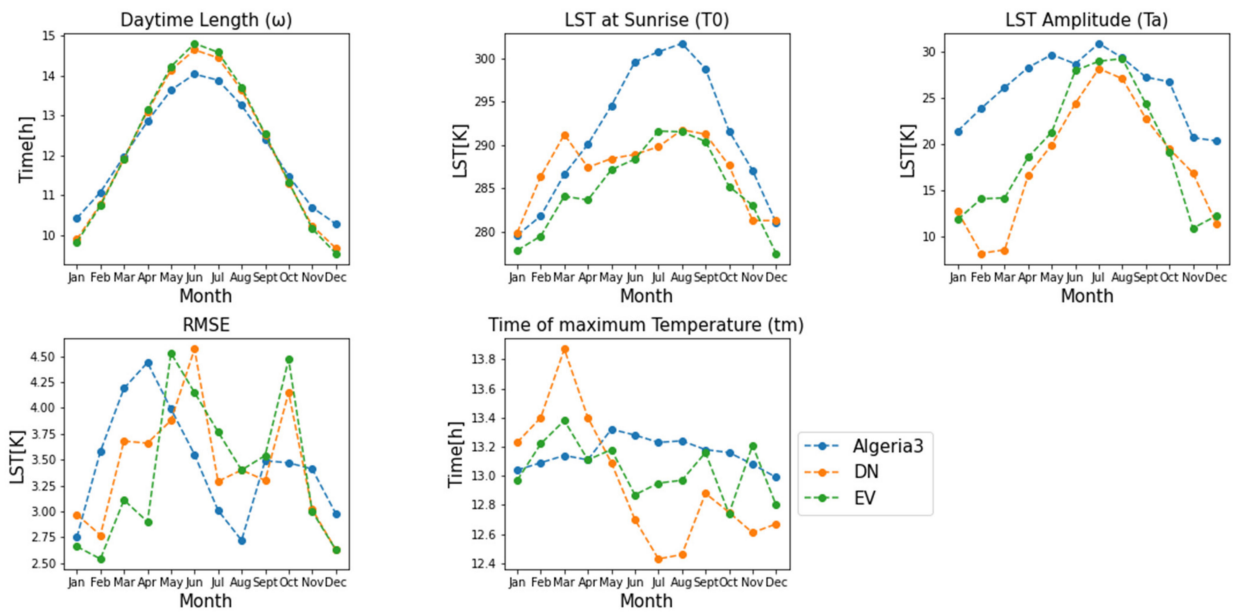 Daytime Length (ω)
Time[h]
15
14
13
12
11
10
Jan Feb Mar Apr May Jun Jul Aug Sept Oct Nov Dec
Month
LST at Sunrise (T0)
LST[K]
300
295
290
285
280
Jan Feb Mar Apr May Jun Jul Aug Sept Oct Nov Dec
Month
LST Amplitude (Ta)
LST[K]
30
25
20
15
10
Jan Feb Mar Apr May Jun Jul Aug Sept Oct Nov Dec
Month
RMSE
LST[K]
4.50
4.25
4.00
3.75
3.50
3.25
3.00
2.75
2.50
Jan Feb Mar Apr May Jun Jul Aug Sept Oct Nov Dec
Month
Time of maximum Temperature (tm)
Time[h]
13.8
13.6
13.4
13.2
13.0
12.8
12.6
12.4
Jan Feb Mar Apr May Jun Jul Aug Sept Oct Nov Dec
Month
Algeria3
DN
EV